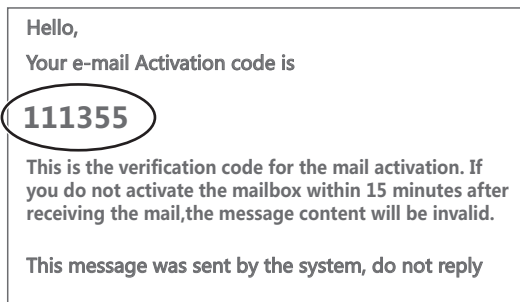 Hello,
Your e-mail Activation code is
111355
This is the verification code for the mail activation. If
you do not activate the mailbox within 15 minutes after
receiving the mail,the message content will be invalid.
This message was sent by the system, do not reply